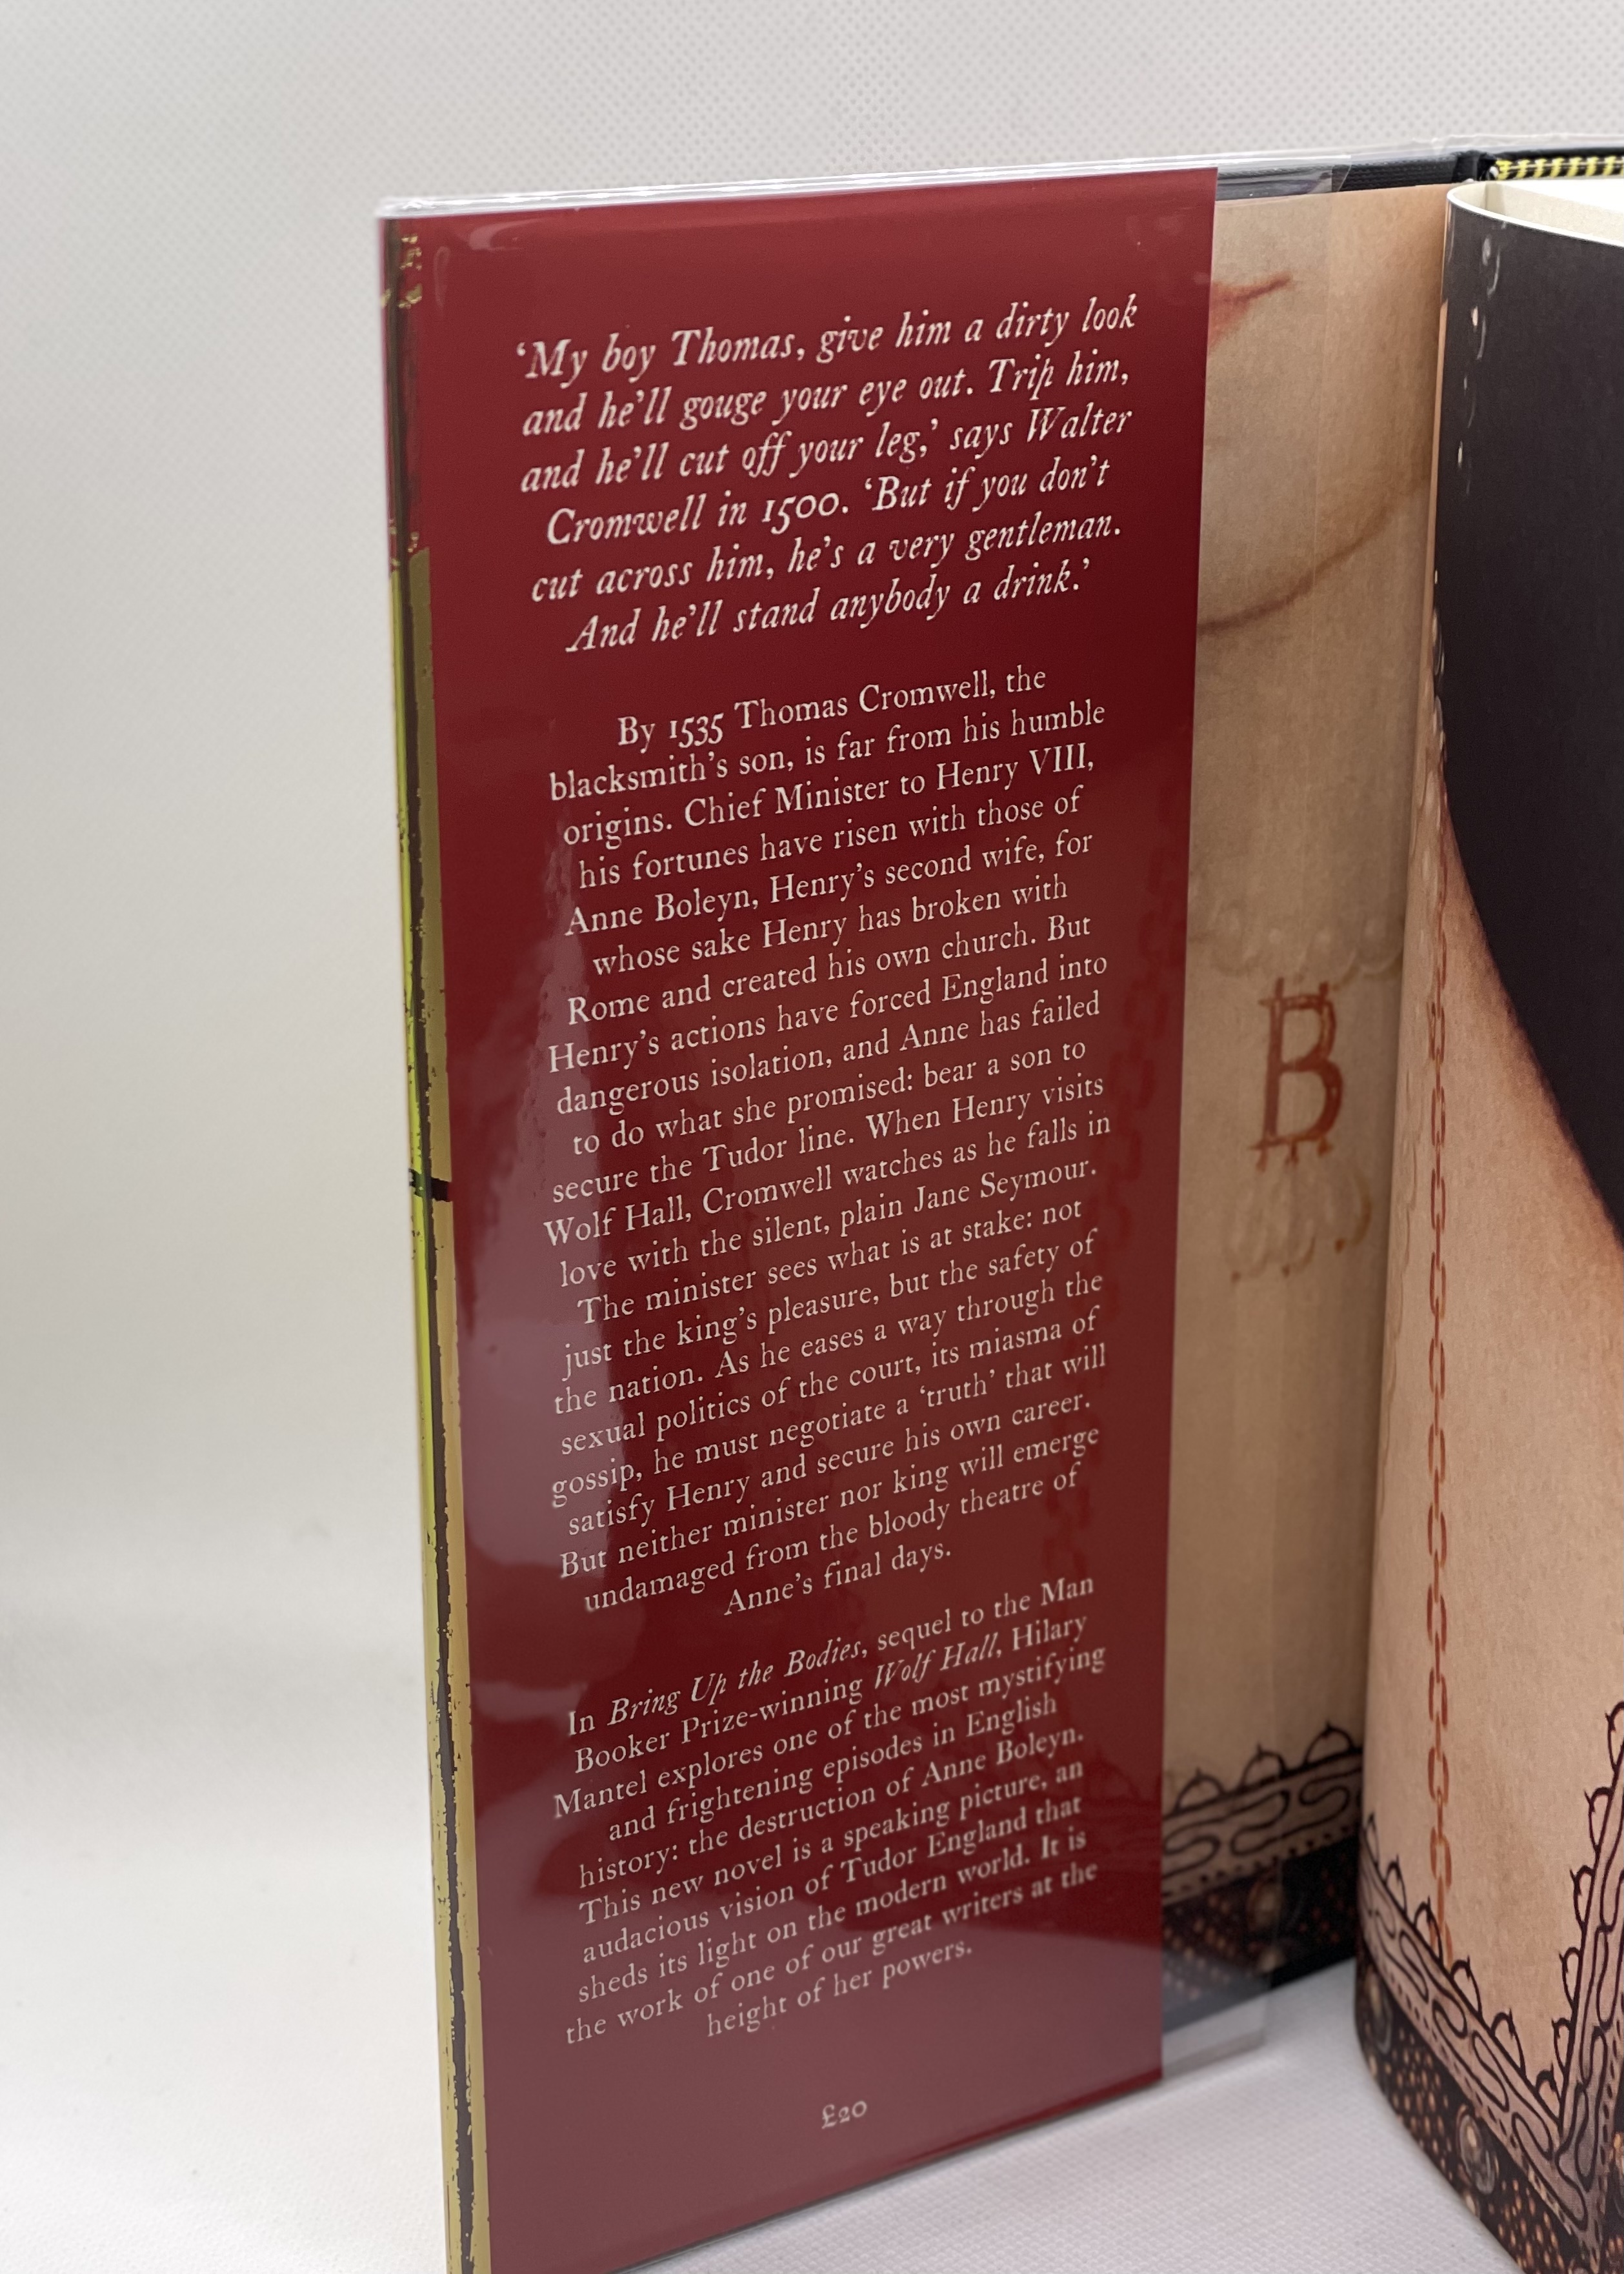 ‘My boy Thomas, give him a dirty look
and he’ll gouge your eye out. Trip him,
and he’ll cut off your leg,’ says Walter
Cromwell in 1500. ‘But if you don’t
cut across him, he’s a very gentleman.
And he’ll stand anybody a drink.’
By 1535 Thomas Cromwell, the
blacksmith’s son, is far from his humble
origins. Chief Minister to Henry VIII,
his fortunes have risen with those of
Anne Boleyn, Henry’s second wife, for
whose sake Henry has broken with
Rome and created his own church. But
Henry’s actions have forced England into
dangerous isolation, and Anne has failed
to do what she promised: bear a son to
secure the Tudor line. When Henry visits
Wolf Hall, Cromwell watches as he falls in
love with the silent, plain Jane Seymour.
The minister sees what is at stake: not
just the king’s pleasure, but the safety of
the nation. As he eases a way through the
sexual politics of the court, its miasma of
gossip, he must negotiate a ‘truth’ that will
satisfy Henry and secure his own career.
But neither minister nor king will emerge
undamaged from the bloody theatre of
Anne’s final days.
In Bring Up the Bodies, sequel to the Man
Booker Prize-winning Wolf Hall, Hilary
Mantel explores one of the most mystifying
and frightening episodes in English
history: the destruction of Anne Boleyn.
This new novel is a speaking picture, an
audacious vision of Tudor England that
sheds its light on the modern world. It is
the work of one of our great writers at the
height of her powers.
£20
B